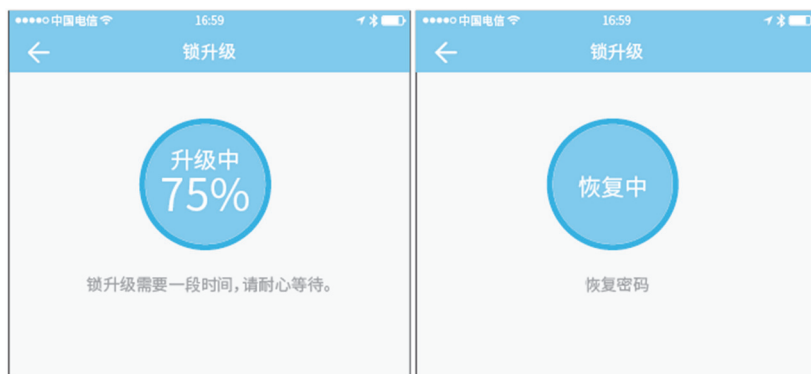 中国电信
16:59
锁升级
升级中
75%
锁升级需要一段时间,请耐心等待。
中国电信
16:59
锁升级
恢复中
恢复密码